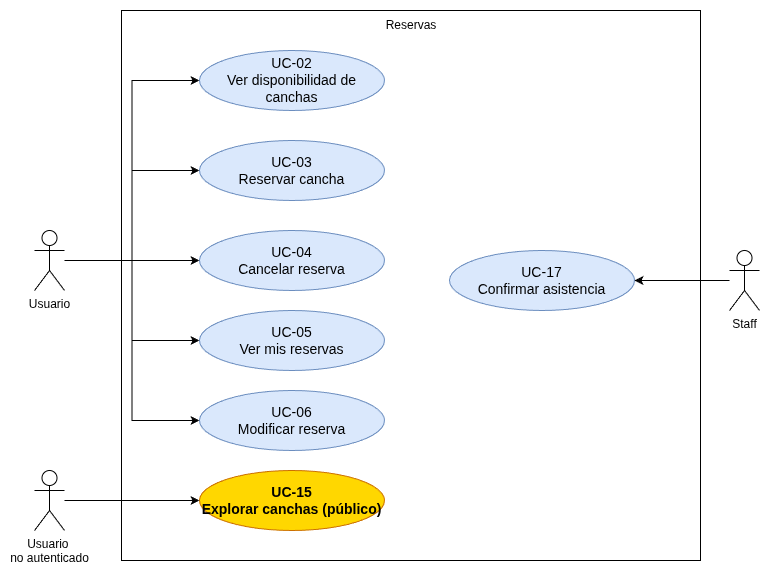 Reservas
UC-02
Ver disponibilidad de
canchas
UC-03
Reservar cancha
UC-04
Cancelar reserva
UC-17
Confirmar asistencia
Usuario
Staff
UC-05
Ver mis reservas
UC-06
Modificar reserva
UC-15
Explorar canchas (público)
Usuario
no autenticado